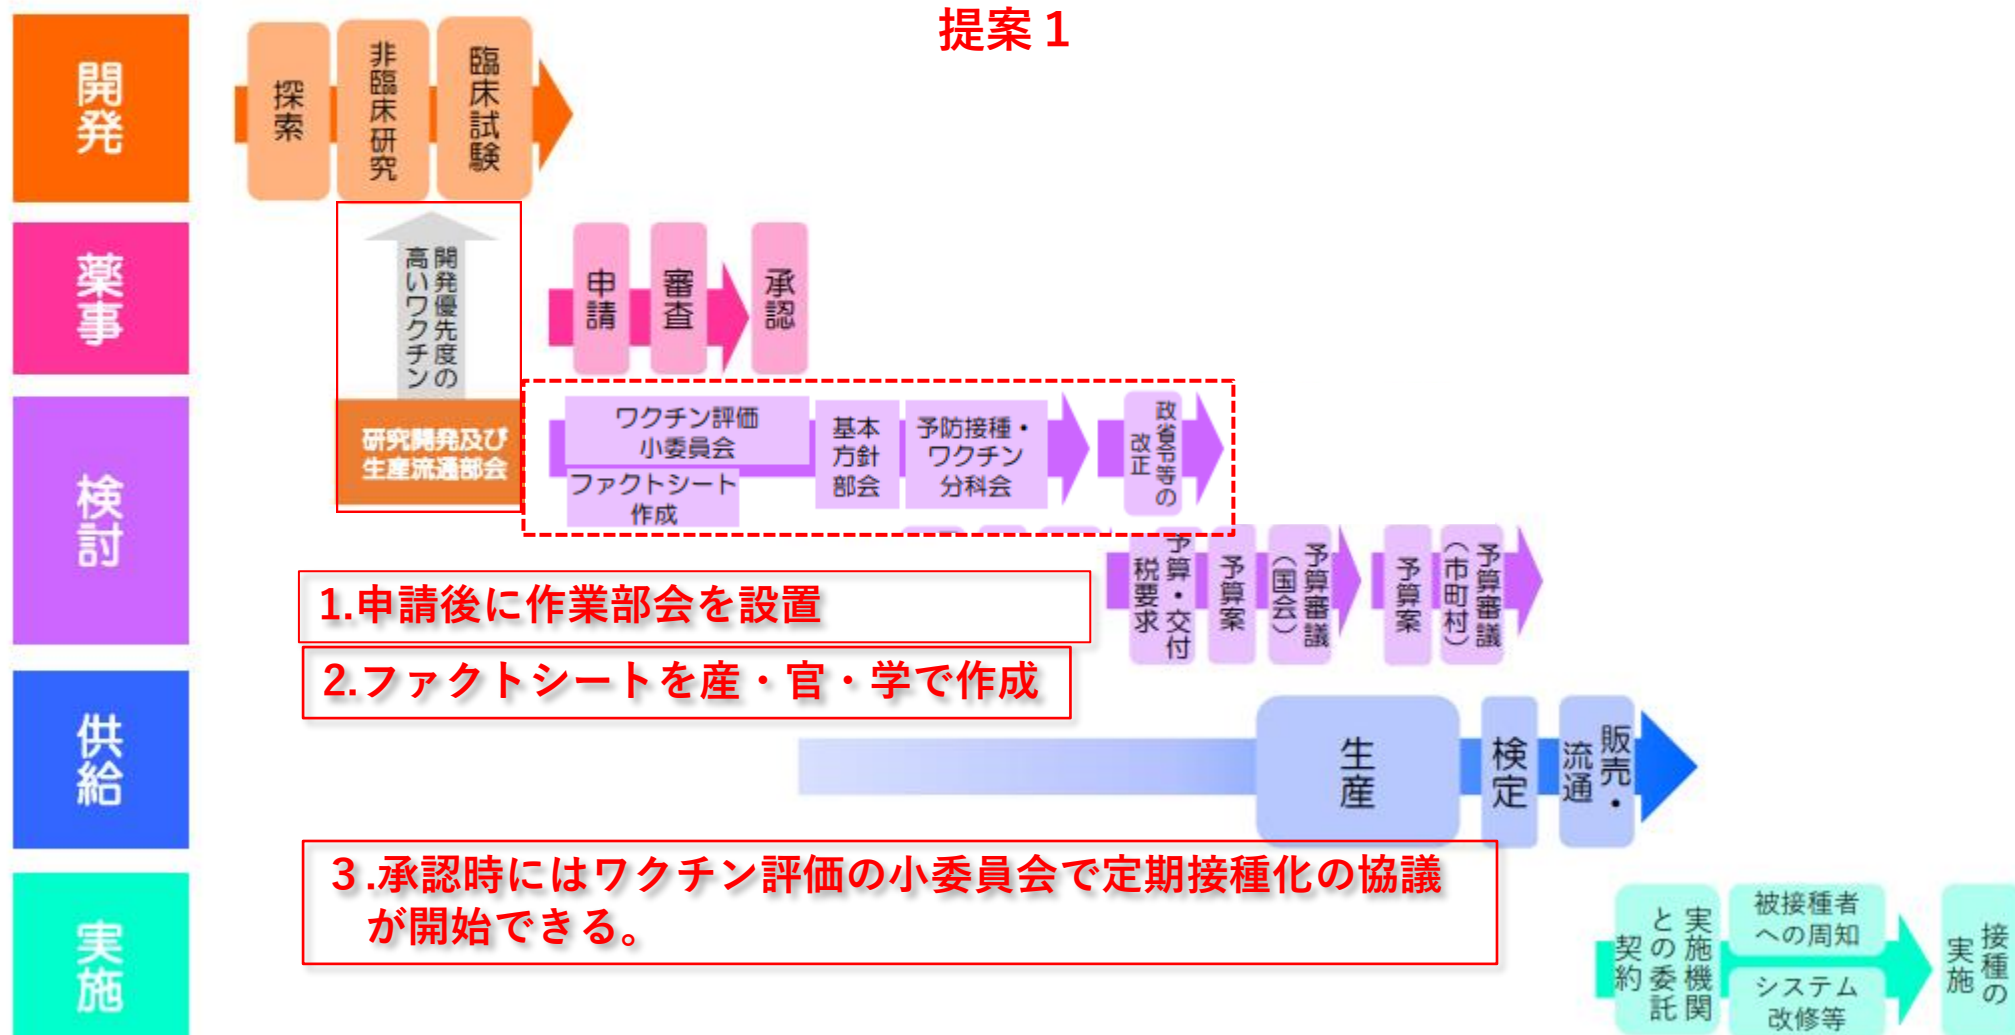 提案１
開発
探索
非臨床研究
臨床試験
薬事
開発優先度の
高いワクチン
申請
審査
承認
検討
研究開発及び
生産流通部会
ワクチン評価
小委員会
ファクトシート
作成
基本
方針
部会
予防接種・
ワクチン
分科会
政省令等の
改正
予算・交付
税要求
予算案
予算審議
（国会）
予算案
予算審議
（市町村）
1.申請後に作業部会を設置
2.ファクトシートを産・官・学で作成
供給
生産
検定
販売・
流通
３.承認時にはワクチン評価の小委員会で定期接種化の協議
が開始できる。
実施
実施機関
との委託
契約
被接種者
への周知
システム
改修等
接種の
実施